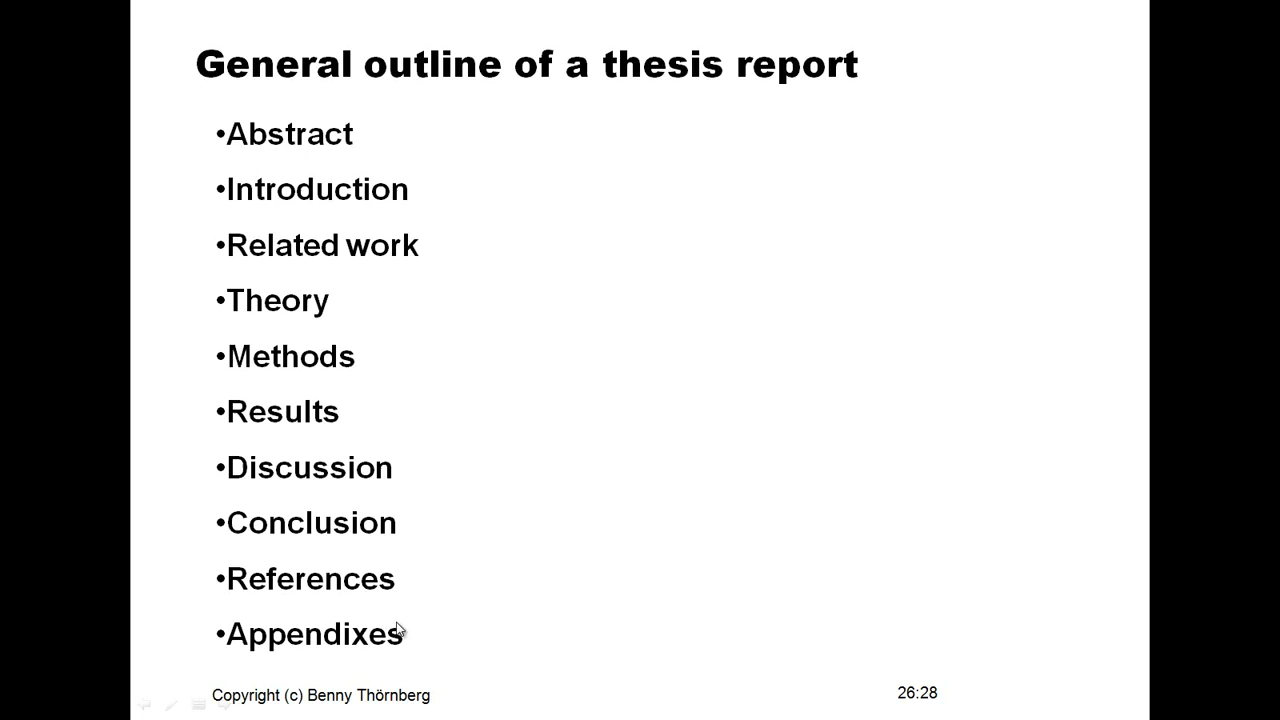 General outline of a thesis report
•Abstract
•Introduction
•Related work
•Theory
•Methods
•Results
•Discussion
•Conclusion
•References
•Appendixes
Copyright (c) Benny Thörnberg
26:28